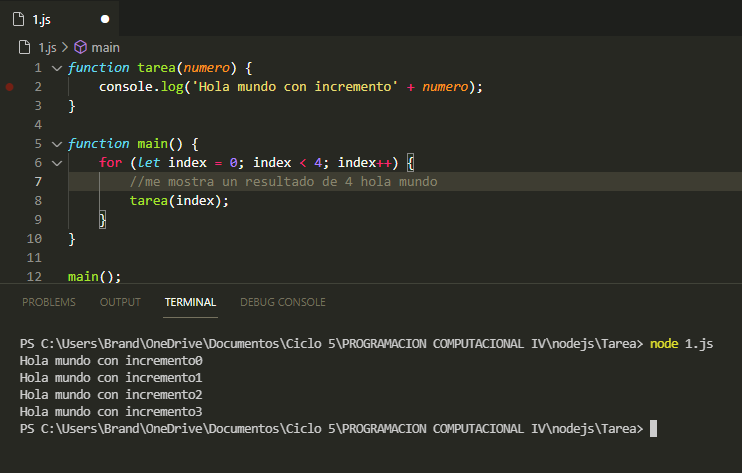 1.js
1.js > main
1 function tarea(numero) {
2 console.log('Hola mundo con incremento' + numero);
3 }
4
5 function main() {
6 for (let index = 0; index < 4; index++) {
7 //me mostra un resultado de 4 hola mundo
8 tarea(index);
9 }
10 }
11
12 main();
PROBLEMS OUTPUT TERMINAL DEBUG CONSOLE
PS C:\Users\Brand\OneDrive\Documentos\Ciclo 5\PROGRAMACION COMPUTACIONAL IV\nodejs\Tarea> node 1.js
Hola mundo con incremento0
Hola mundo con incremento1
Hola mundo con incremento2
Hola mundo con incremento3
PS C:\Users\Brand\OneDrive\Documentos\Ciclo 5\PROGRAMACION COMPUTACIONAL IV\nodejs\Tarea>